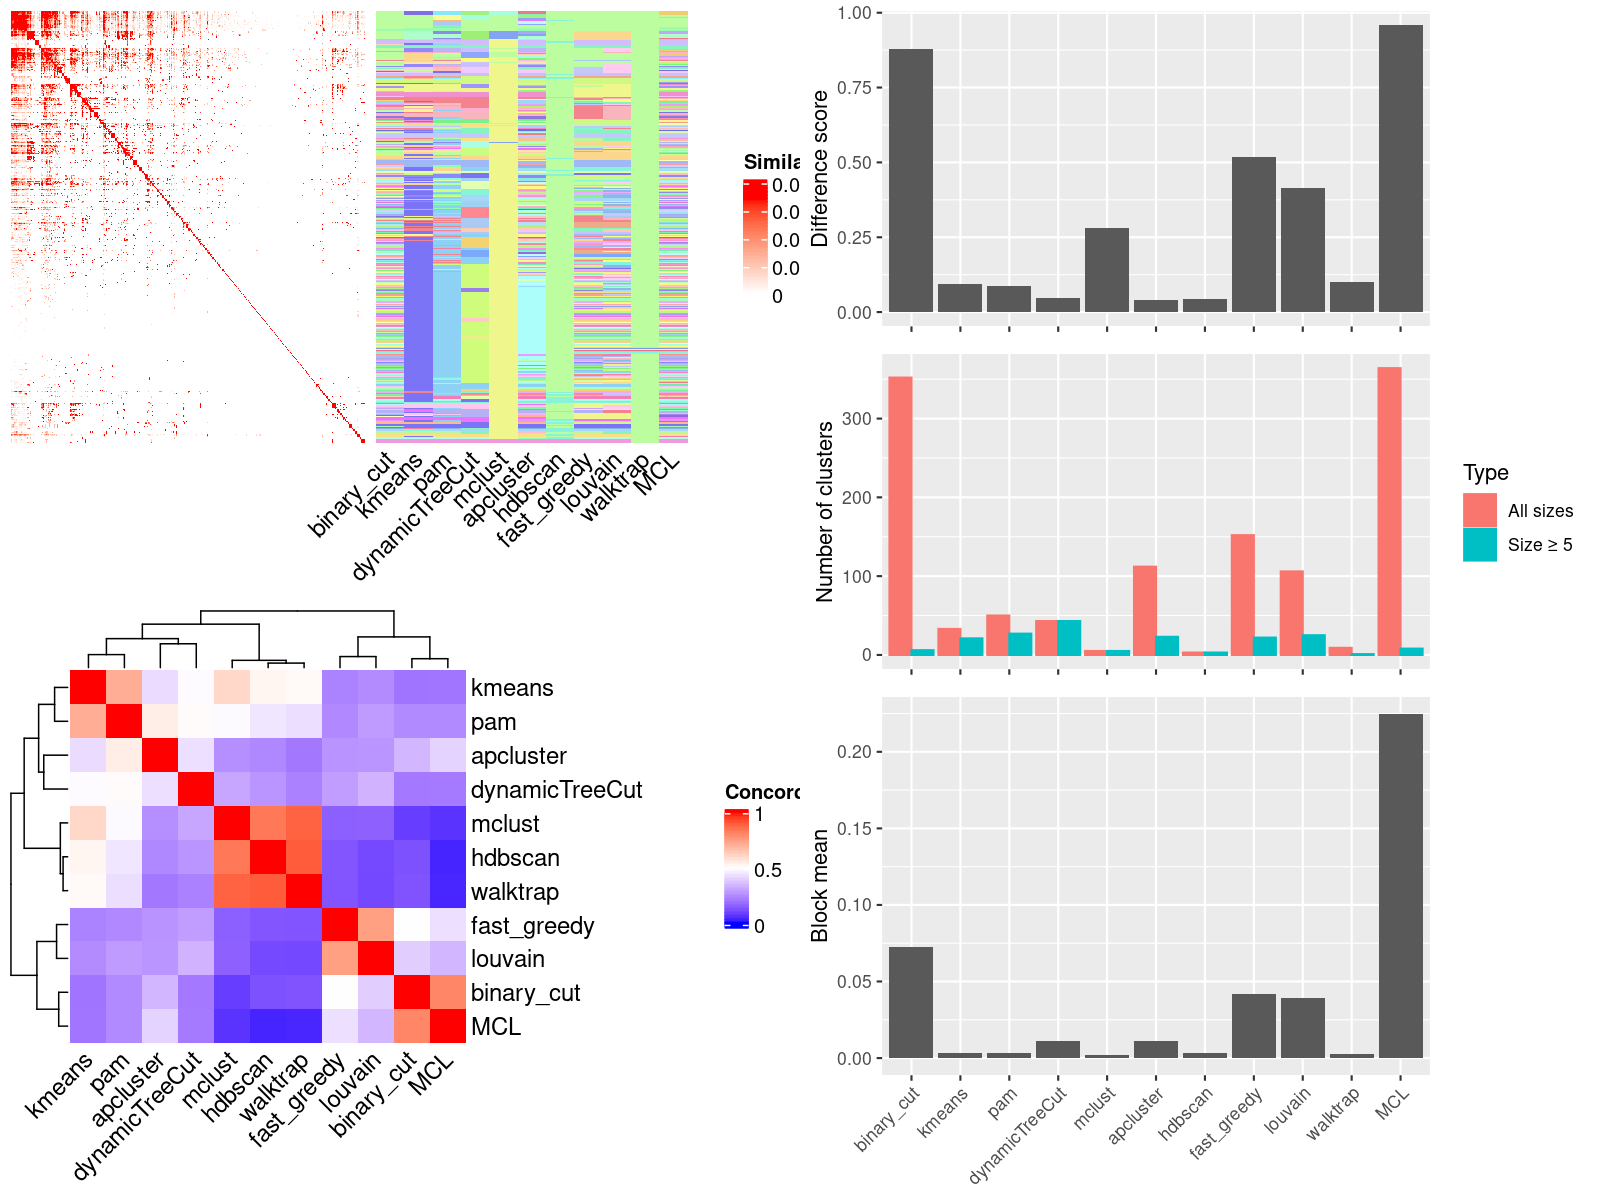 Simila
0.0
0.0
0.0
0.0
0
binary_cut
kmeans
pam
dynamicTreeCut
mclust
apcluster
hdbscan
fast_greedy
louvain
walktrap
MCL
kmeans
pam
apcluster
dynamicTreeCut
mclust
hdbscan
walktrap
fast_greedy
louvain
binary_cut
MCL
kmeans
pam
apcluster
dynamicTreeCut
mclust
hdbscan
walktrap
fast_greedy
louvain
binary_cut
MCL
Concord
1
0.5
0
Difference score
1.00
0.75
0.50
0.25
0.00
Number of clusters
300
200
100
0
Type
All sizes
Size ≥ 5
Block mean
0.20
0.15
0.10
0.05
0.00
binary_cut
kmeans
pam
dynamicTreeCut
mclust
apcluster
hdbscan
fast_greedy
louvain
walktrap
MCL